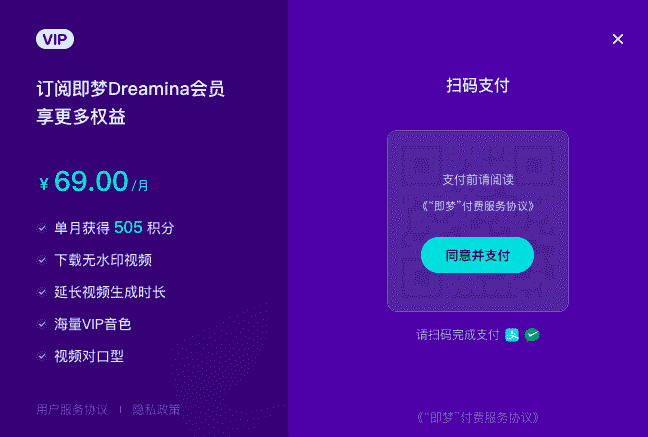 VIP
订阅即梦Dreamina会员
享更多权益
¥69.00/月
单月获得 505 积分
下载无水印视频
延长视频生成时长
海量VIP音色
视频对口型
用户服务协议 | 隐私政策
扫码支付
支付前请阅读
《“即梦”付费服务协议》
同意并支付
请扫码完成支付
《“即梦”付费服务协议》